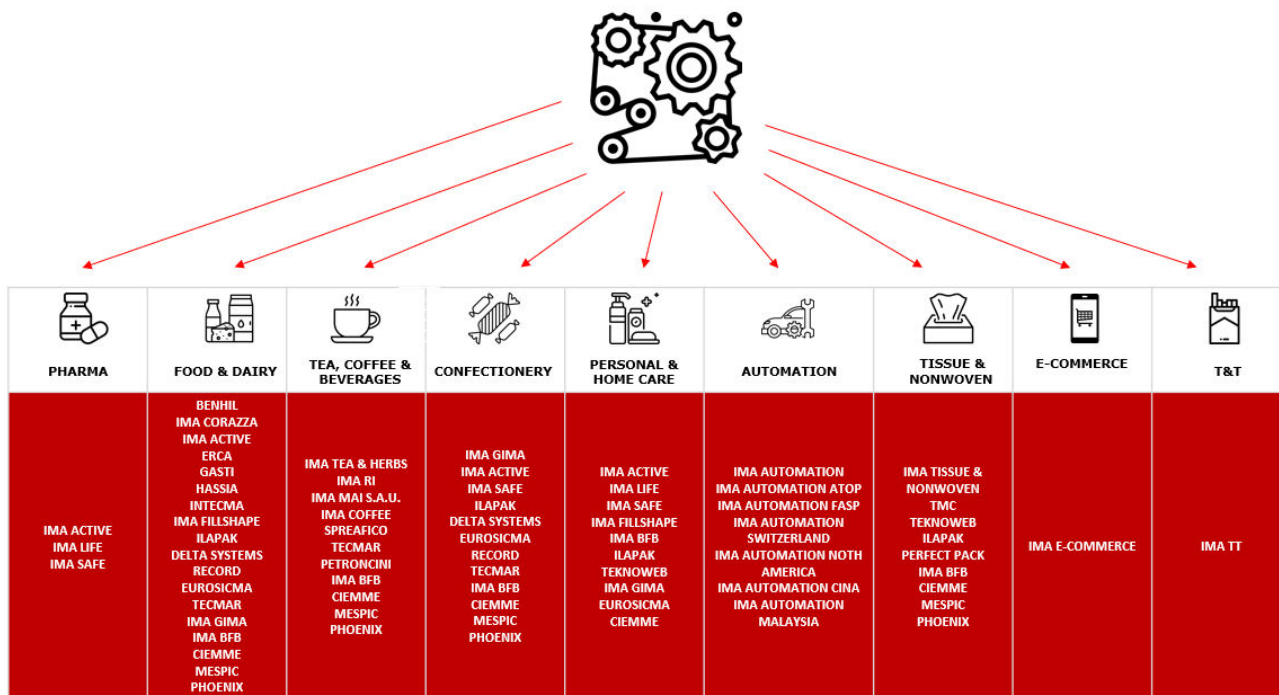 PHARMA
FOOD & DAIRY
TEA, COFFEE &
BEVERAGES
CONFECTIONERY
PERSONAL &
HOME CARE
AUTOMATION
TISSUE &
NONWOVEN
E-COMMERCE
T&T
IMA ACTIVE
IMA LIFE
IMA SAFE
BENHIL
IMA CORAZZA
IMA ACTIVE
ERCA
GASTI
HASSIA
INTECMA
IMA FILLSHAPE
ILAPAK
DELTA SYSTEMS
RECORD
EUROSICMA
TECMAR
IMA GIMA
IMA BFB
CIEMME
MESPIC
PHOENIX
IMA TEA & HERBS
IMA RI
IMA MAI S.A.U.
IMA COFFEE
SPREAFICO
TECMAR
PETRONCINI
IMA BFB
CIEMME
MESPIC
PHOENIX
IMA GIMA
IMA ACTIVE
IMA SAFE
ILAPAK
DELTA SYSTEMS
EUROSICMA
RECORD
TECMAR
IMA BFB
CIEMME
MESPIC
PHOENIX
IMA ACTIVE
IMA LIFE
IMA SAFE
IMA FILLSHAPE
IMA BFB
ILAPAK
TEKNOWEB
IMA GIMA
EUROSICMA
CIEMME
IMA AUTOMATION
IMA AUTOMATION ATOP
IMA AUTOMATION FASP
IMA AUTOMATION
SWITZERLAND
IMA AUTOMATION NOTH
AMERICA
IMA AUTOMATION CINA
IMA AUTOMATION
MALAYSIA
IMA TISSUE &
NONWOVEN
TMC
TEKNOWEB
ILAPAK
PERFECT PACK
IMA BFB
CIEMME
MESPIC
PHOENIX
IMA E-COMMERCE
IMA TT